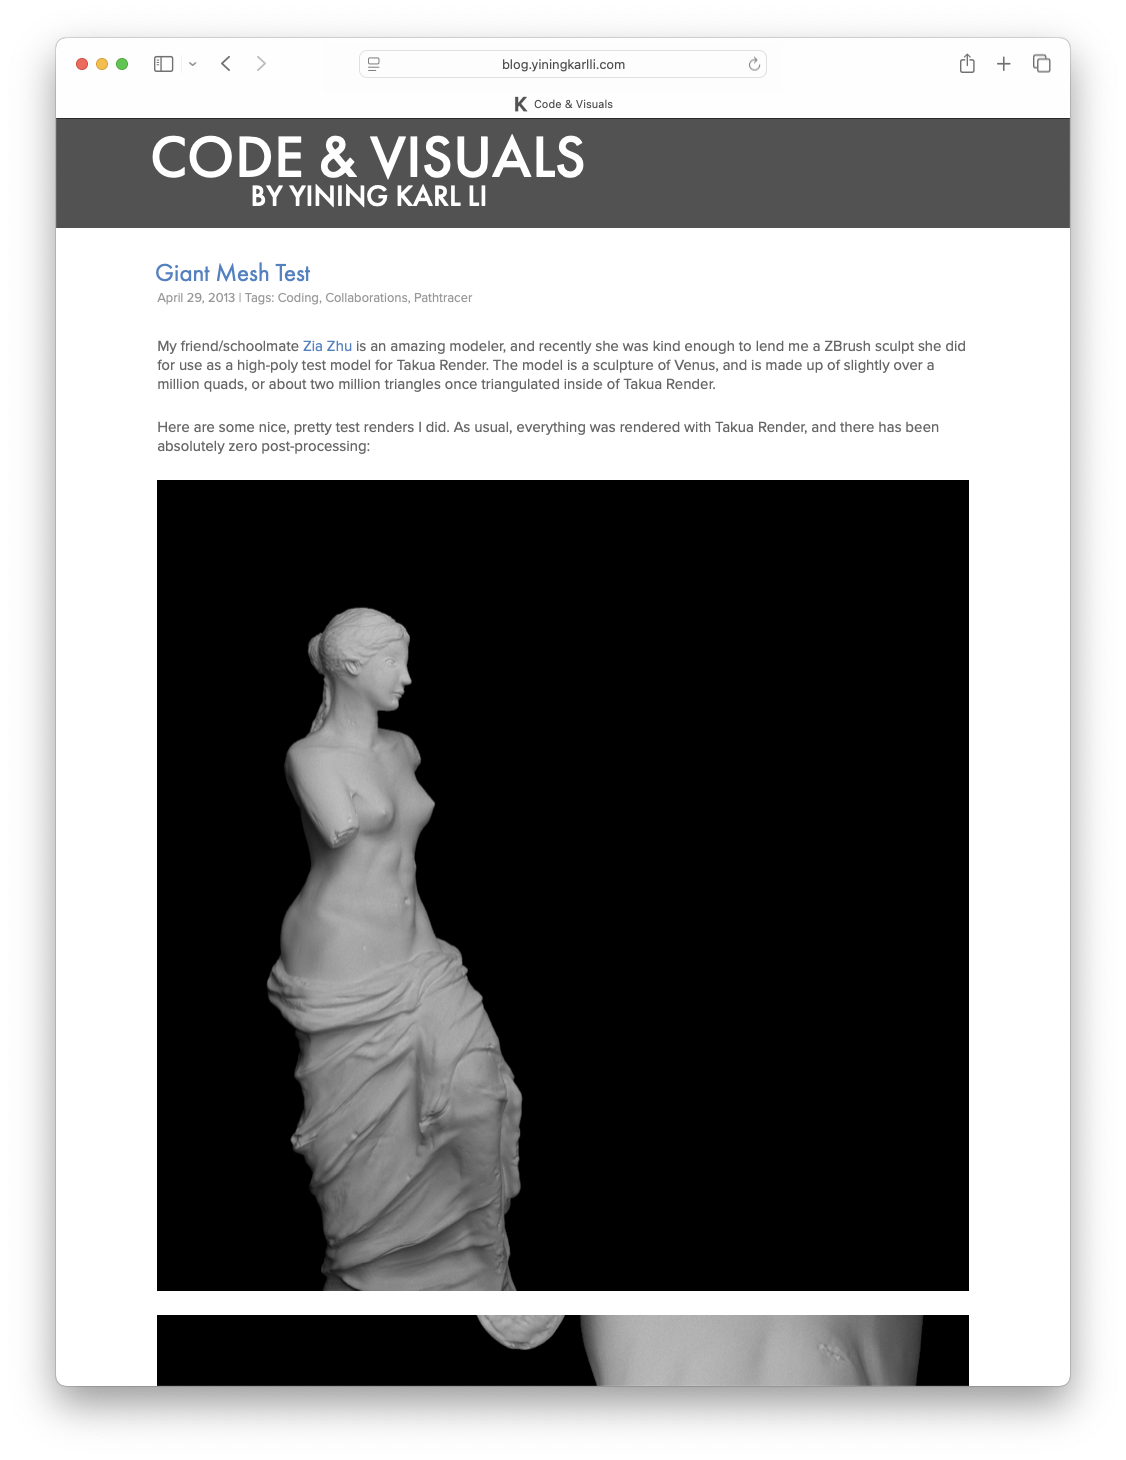 blog.yiningkarlli.com
K Code & Visuals
CODE & VISUALS
BY YINING KARL LI
Giant Mesh Test
April 29, 2013 | Tags: Coding, Collaborations, Pathtracer
My friend/schoolmate Zia Zhu is an amazing modeler, and recently she was kind enough to lend me a ZBrush sculpt she did
for use as a high-poly test model for Takua Render. The model is a sculpture of Venus, and is made up of slightly over a
million quads, or about two million triangles once triangulated inside of Takua Render.
Here are some nice, pretty test renders I did. As usual, everything was rendered with Takua Render, and there has been
absolutely zero post-processing: